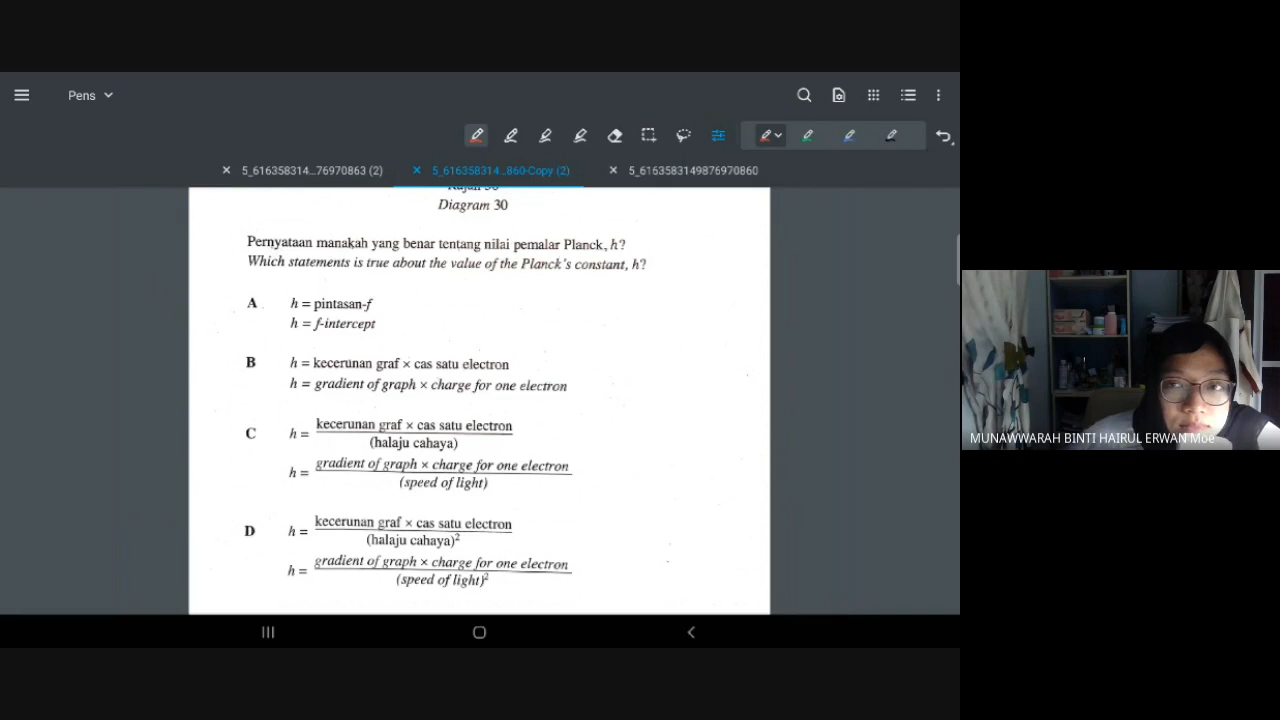 Pens
5_616358314...76970863 (2)
5_616358314...860-Copy (2)
5_6163583149876970860
Rajah 30
Diagram 30
Pernyataan manakah yang benar tentang nilai pemalar Planck, h?
Which statements is true about the value of the Planck's constant, h?
A h = pintasan-f
h = f-intercept
B h = kecerunan graf × cas satu electron
h = gradient of graph × charge for one electron
C h = kecerunan graf × cas satu electron
(halaju cahaya)
h = gradient of graph × charge for one electron
(speed of light)
D h = kecerunan graf × cas satu electron
(halaju cahaya)²
h = gradient of graph × charge for one electron
(speed of light)²
MUNAWWARAH BINTI HAIRUL ERWAN Moe